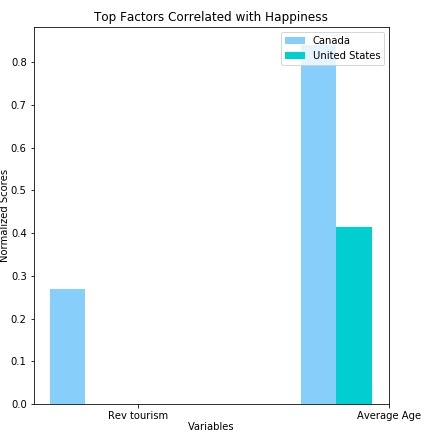 Top Factors Correlated with Happiness
Canada
United States
Normalized Scores
0.8
0.7
0.6
0.5
0.4
0.3
0.2
0.1
0.0
Rev tourism
Average Age
Variables